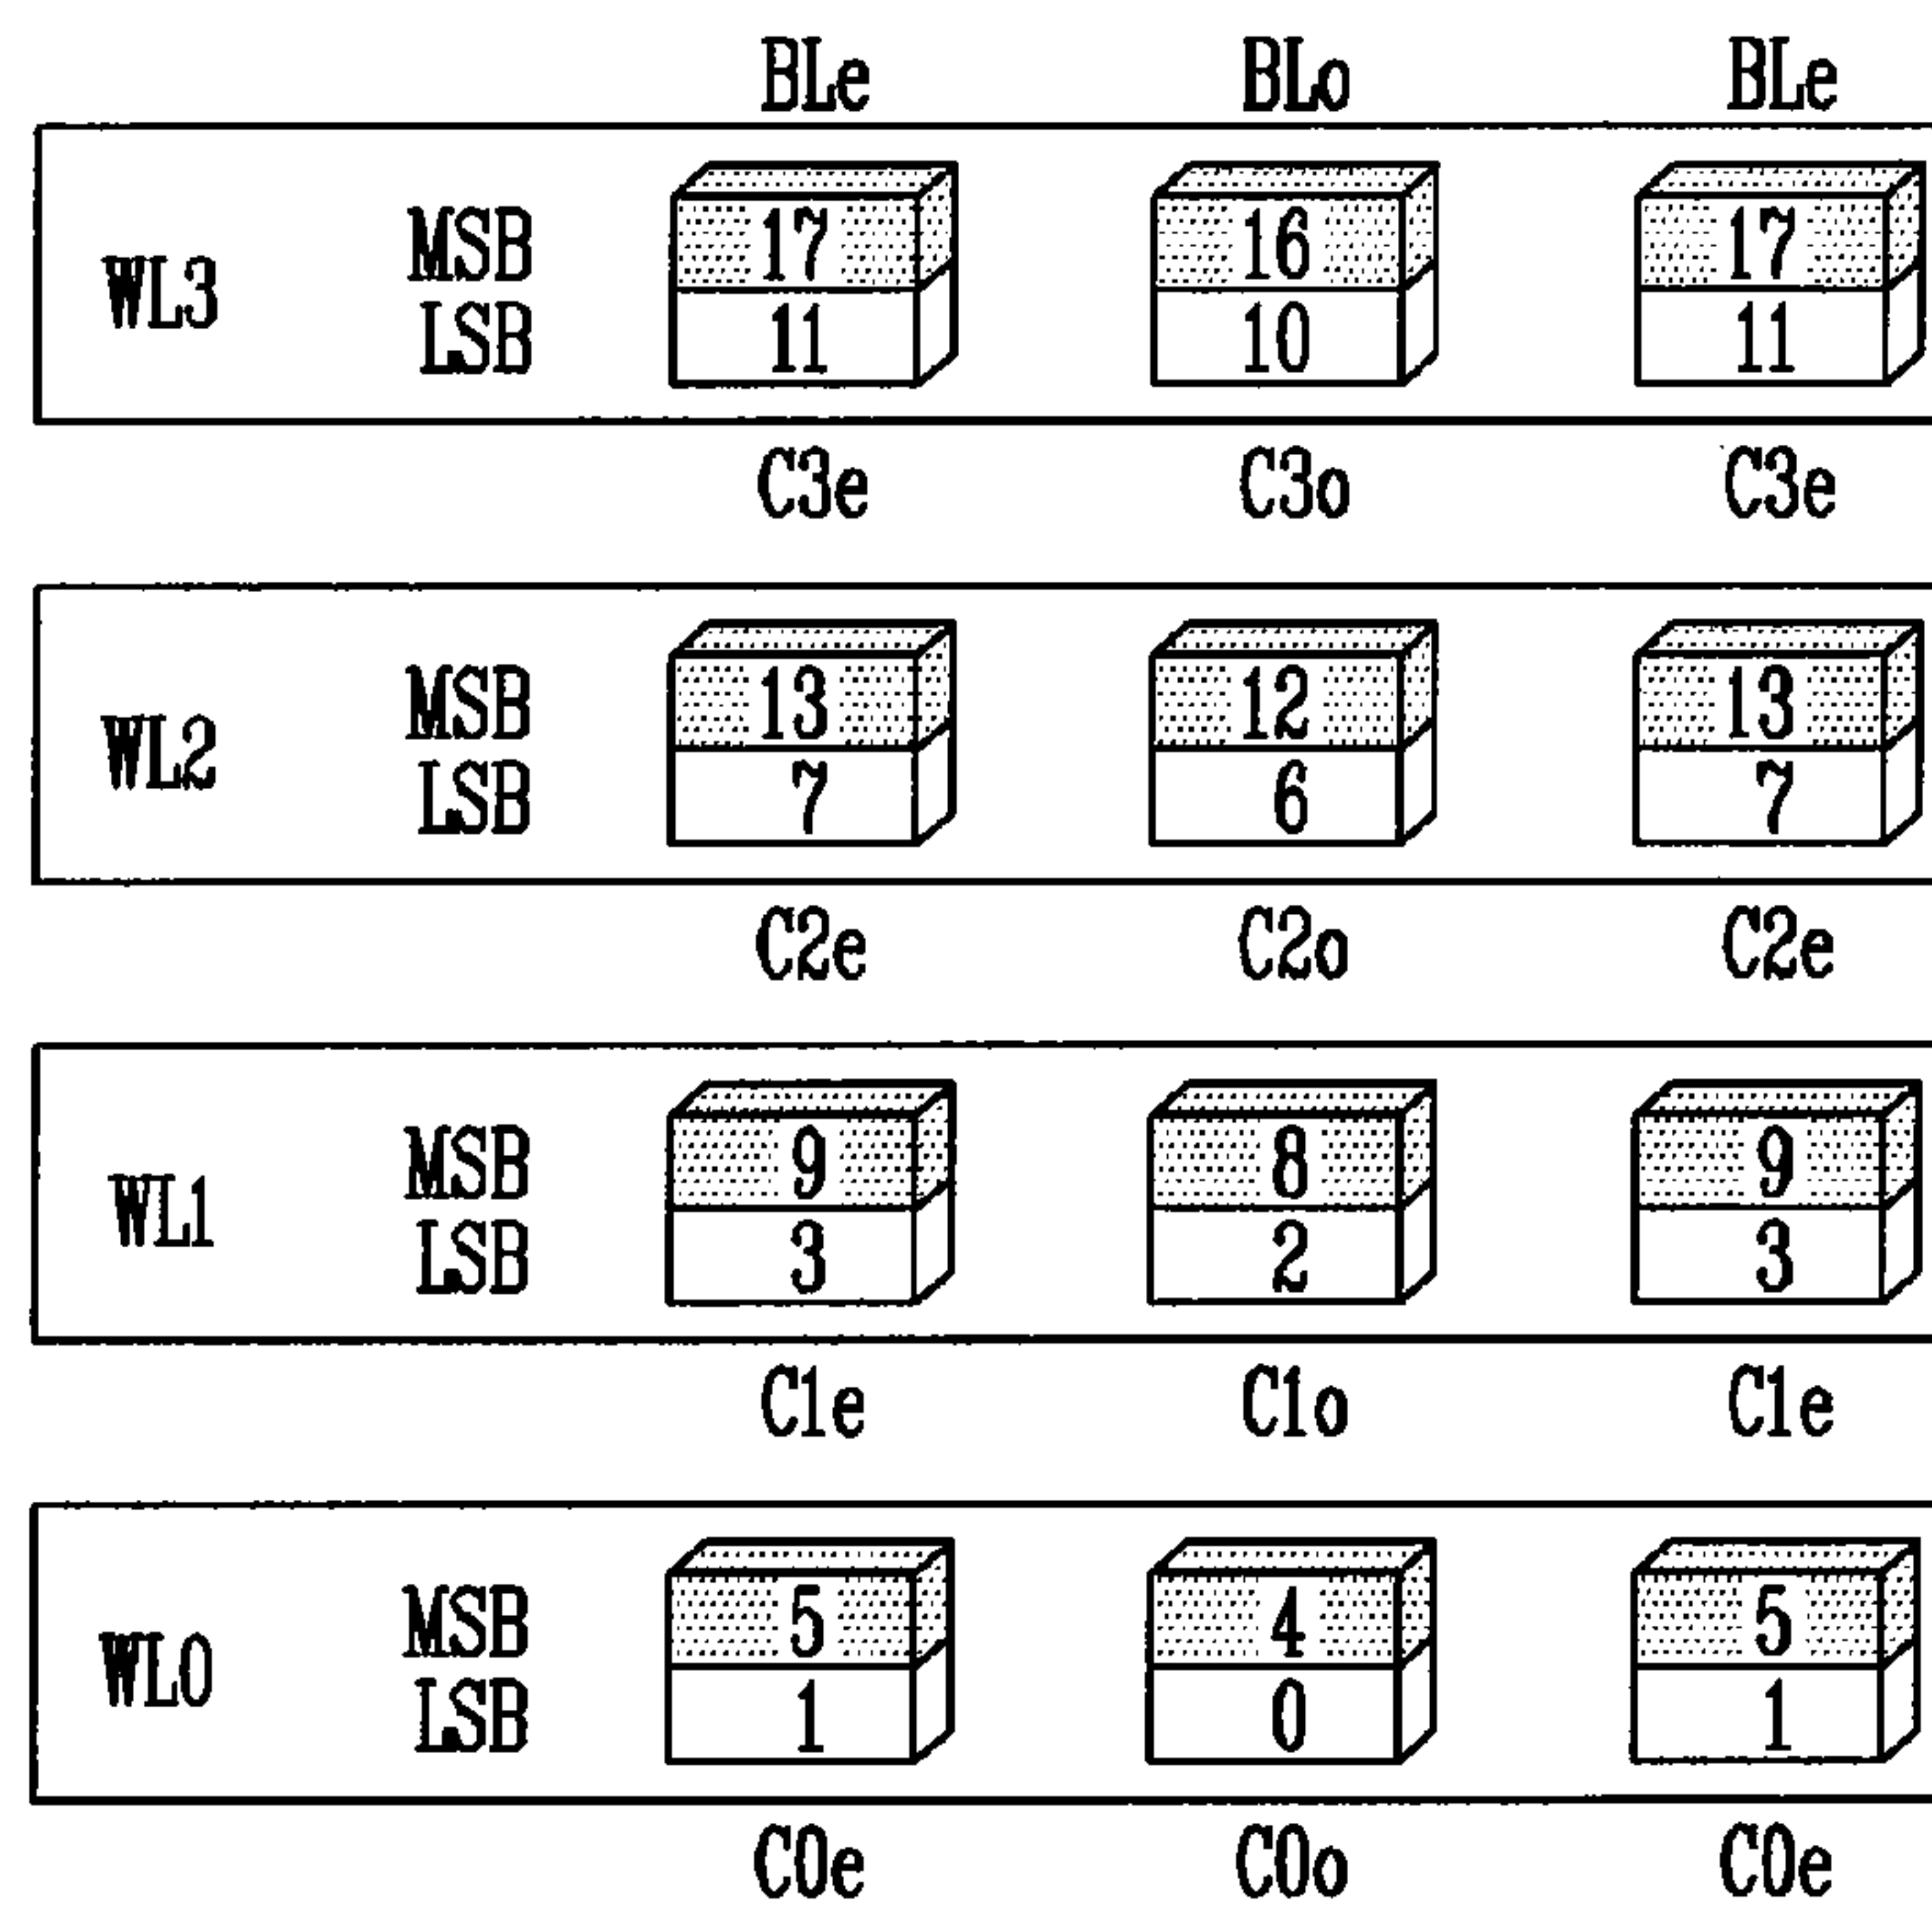 BLe BLo BLe
WL3
MSB 17 16 17
LSB 11 10 11
C3e C3o C3e
WL2
MSB 13 12 13
LSB 7 6 7
C2e C2o C2e
WL1
MSB 9 8 9
LSB 3 2 3
C1e C1o C1e
WL0
MSB 5 4 5
LSB 1 0 1
C0e C0o C0e